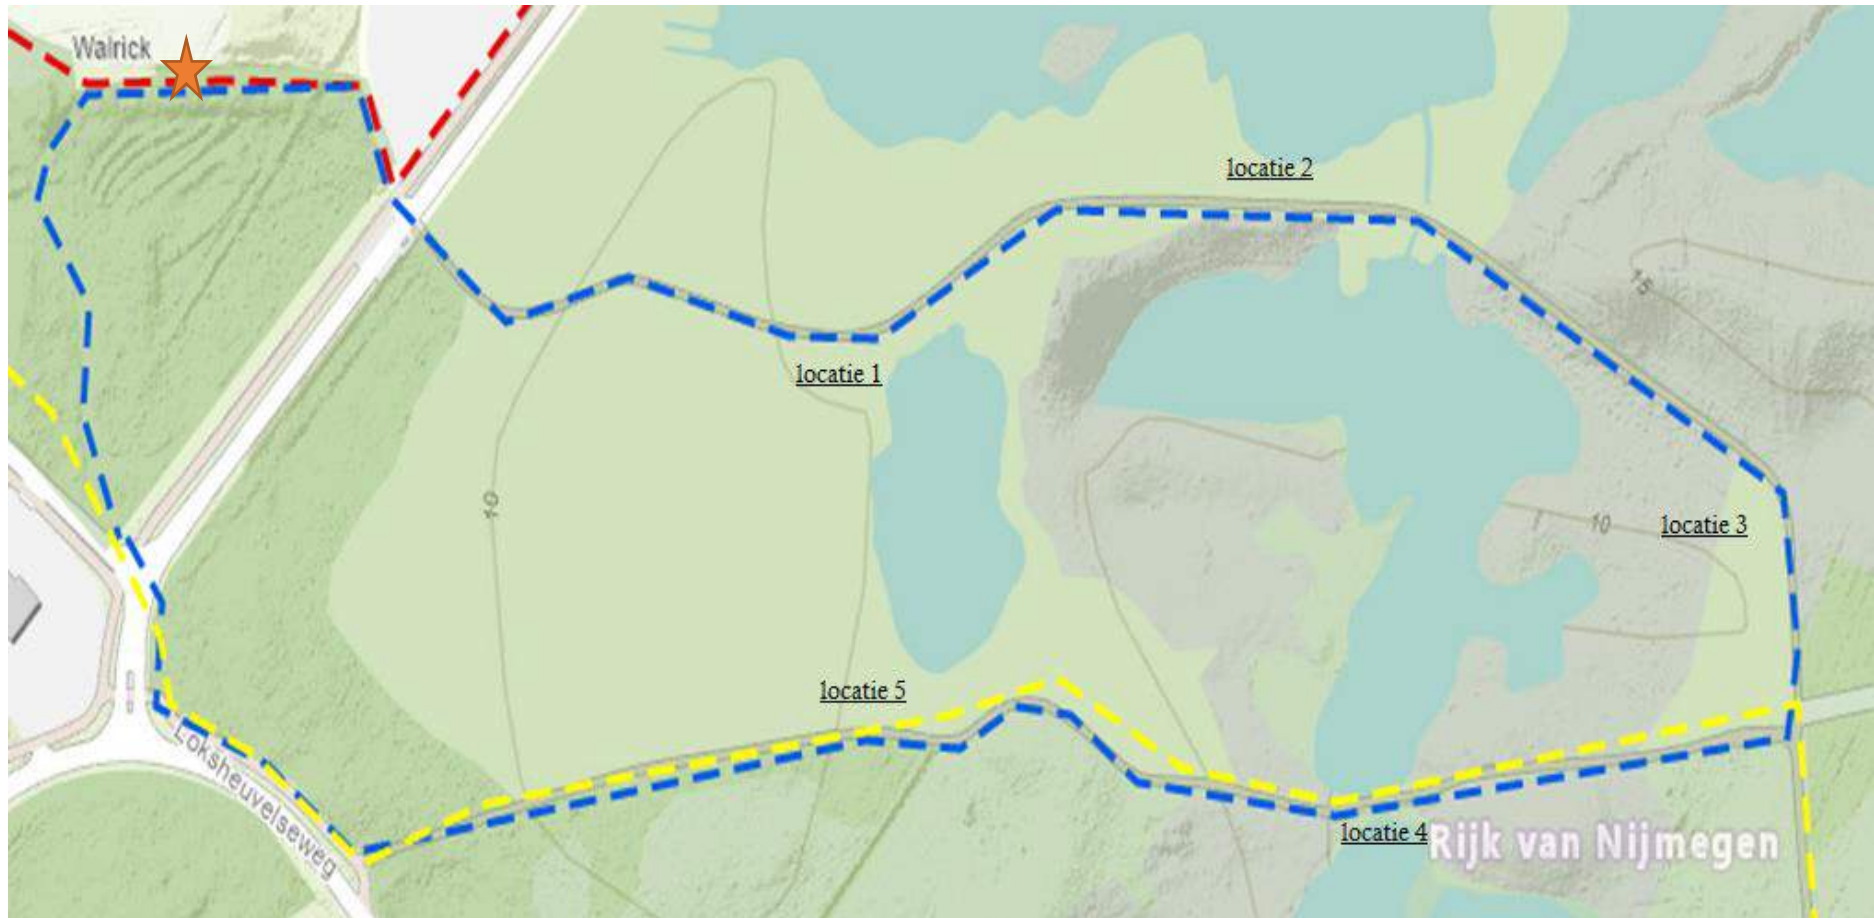 Walrick
locatie 2
15
locatie 1
10
10
locatie 3
locatie 5
Loksheuvelseweg
locatie 4
Rijk van Nijmegen